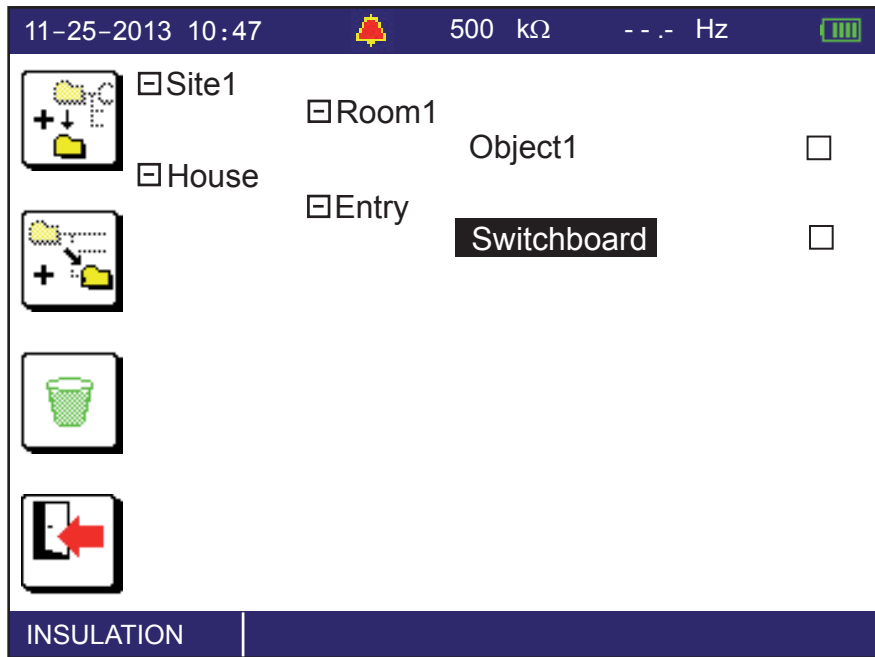 11-25-2013 10:47 500 kΩ - - .- Hz
Site1
Room1
Object1
House
Entry
Switchboard
INSULATION